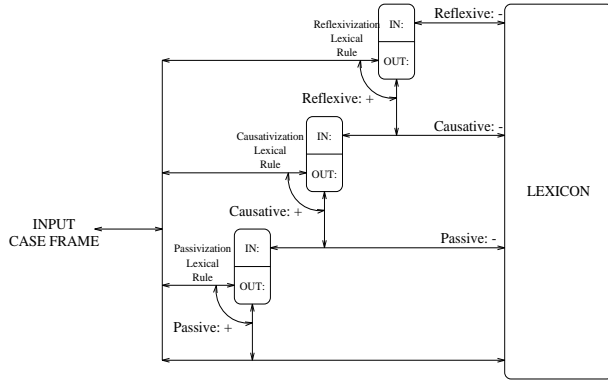 Reflexive: -
Reflexivization
Lexical
Rule
IN:
OUT:
Reflexive: +
Causativization
Lexical
Rule
IN:
OUT:
Causative: -
Causative: +
LEXICON
INPUT
CASE FRAME
Passivization
Lexical
Rule
IN:
OUT:
Passive: -
Passive: +